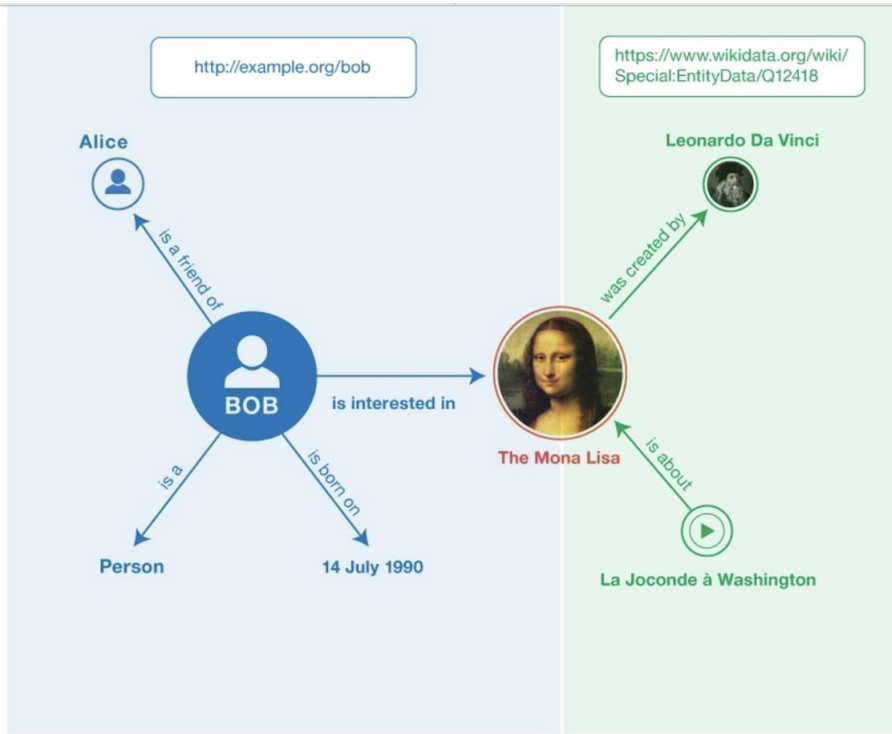 http://example.org/bob
https://www.wikidata.org/wiki/
Special:EntityData/Q12418
Alice
Leonardo Da Vinci
is a friend of
was created by
BOB
is interested in
The Mona Lisa
is a
is born on
is about
Person
14 July 1990
La Joconde à Washington